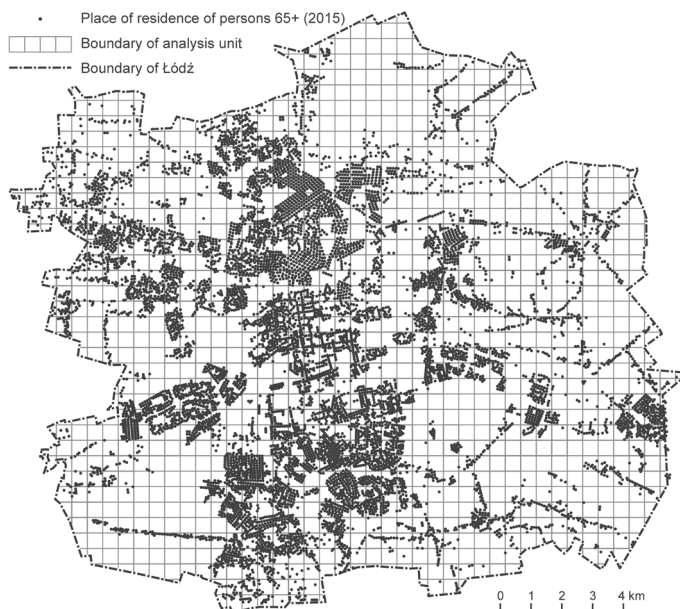 Place of residence of persons 65+ (2015)
Boundary of analysis unit
Boundary of Łódź
0 1 2 3 4 km